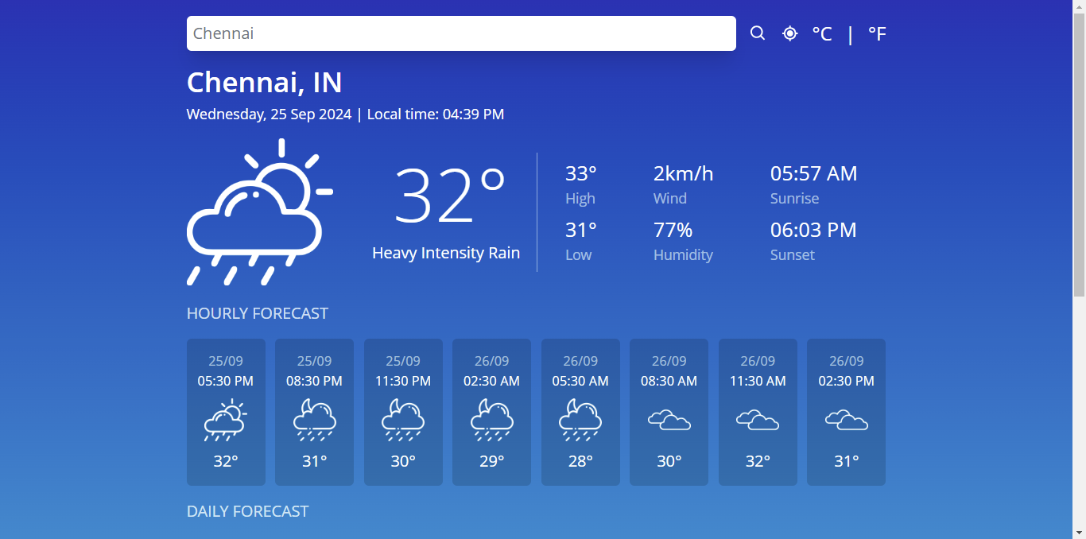 Chennai °C | °F
Chennai, IN
Wednesday, 25 Sep 2024 | Local time: 04:39 PM
32°
Heavy Intensity Rain
33° 2km/h 05:57 AM
High Wind Sunrise
31° 77% 06:03 PM
Low Humidity Sunset
HOURLY FORECAST
25/09 25/09 25/09 26/09 26/09 26/09 26/09 26/09
05:30 PM 08:30 PM 11:30 PM 02:30 AM 05:30 AM 08:30 AM 11:30 AM 02:30 PM
32° 31° 30° 29° 28° 30° 32° 31°
DAILY FORECAST